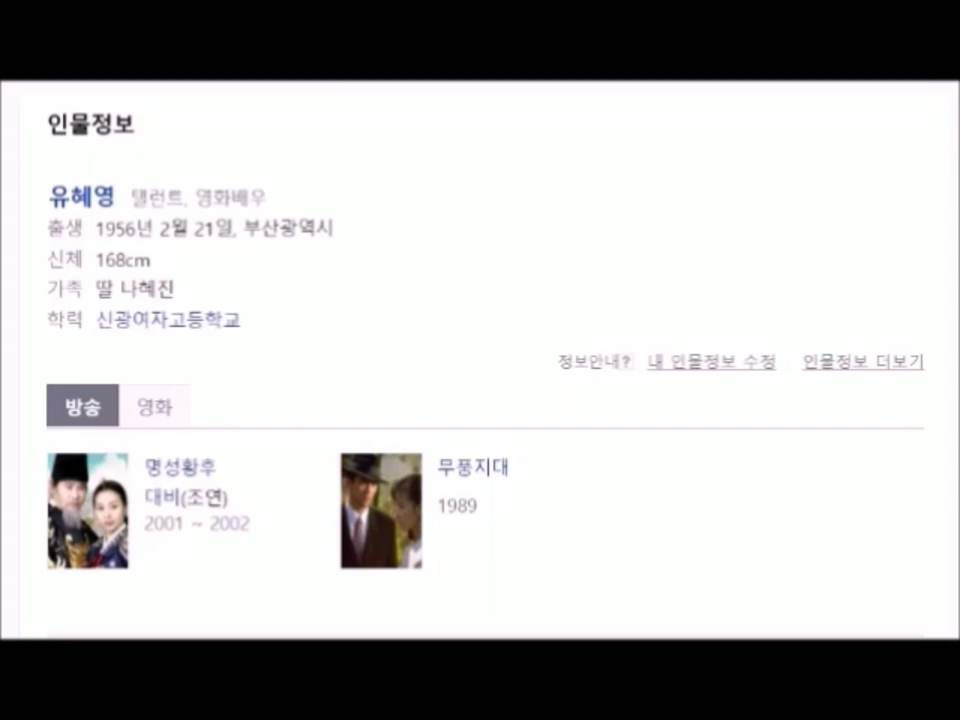 인물정보
유혜영 탤런트, 영화배우
출생 1956년 2월 21일, 부산광역시
신체 168cm
가족 딸 나혜진
학력 신광여자고등학교
정보안내? 내 인물정보 수정 인물정보 더보기
방송 영화
명성황후
대비(조연)
2001 ~ 2002
무풍지대
1989